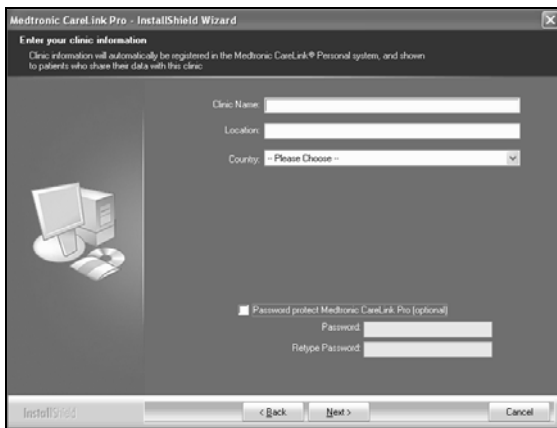 Medtronic CareLink Pro - InstallShield Wizard
Enter your clinic information
Clinic information will automatically be registered in the Medtronic CareLink® Personal system, and shown
to patients who share their data with this clinic
Clinic Name:
Location:
Country: -- Please Choose --
Password protect Medtronic CareLink Pro (optional)
Password:
Retype Password:
InstallShield
< Back Next > Cancel